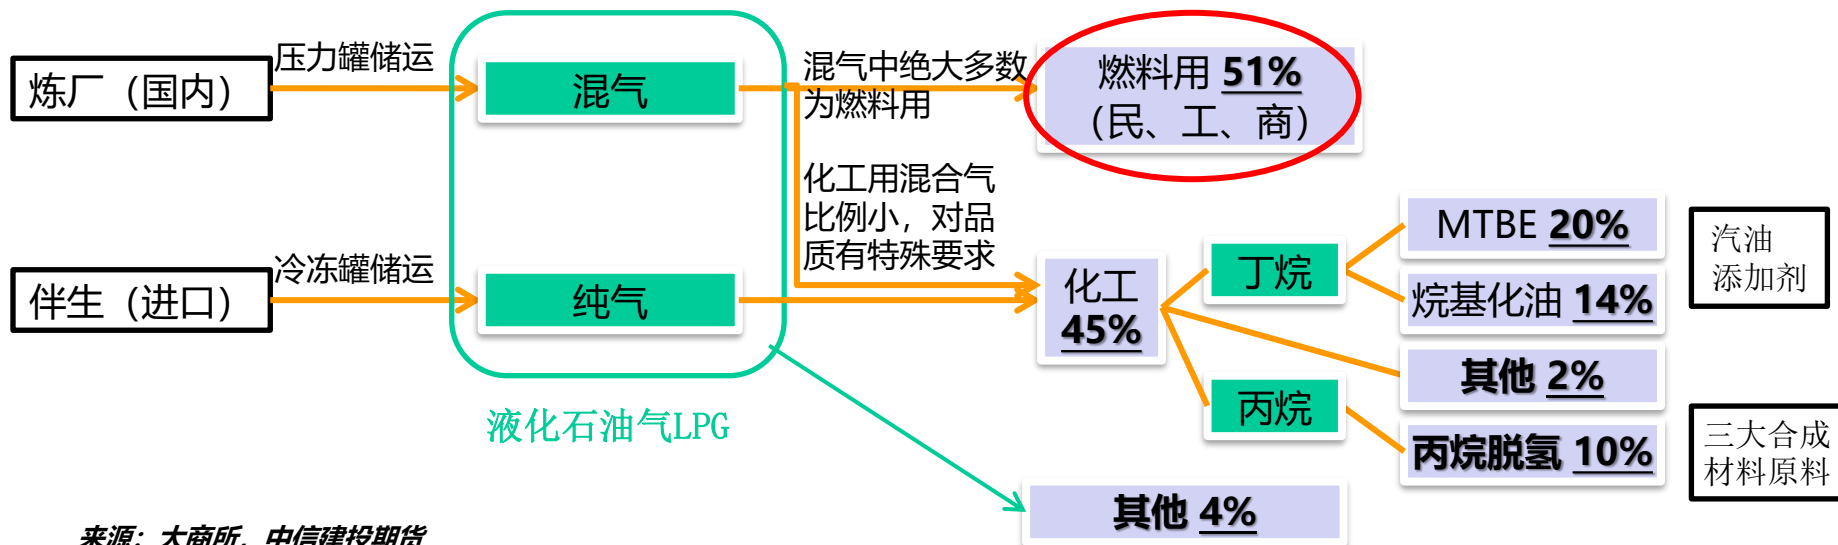 炼厂（国内）
压力罐储运
混气
混气中绝大多数
为燃料用
燃料用 51%
（民、工、商）
化工用混合气
比例小，对品
质有特殊要求
伴生（进口）
冷冻罐储运
纯气
化工
45%
丁烷
丙烷
MTBE 20%
烷基化油 14%
其他 2%
丙烷脱氢 10%
汽油
添加剂
三大合成
材料原料
液化石油气LPG
其他 4%
来源：大商所，中信建投期货